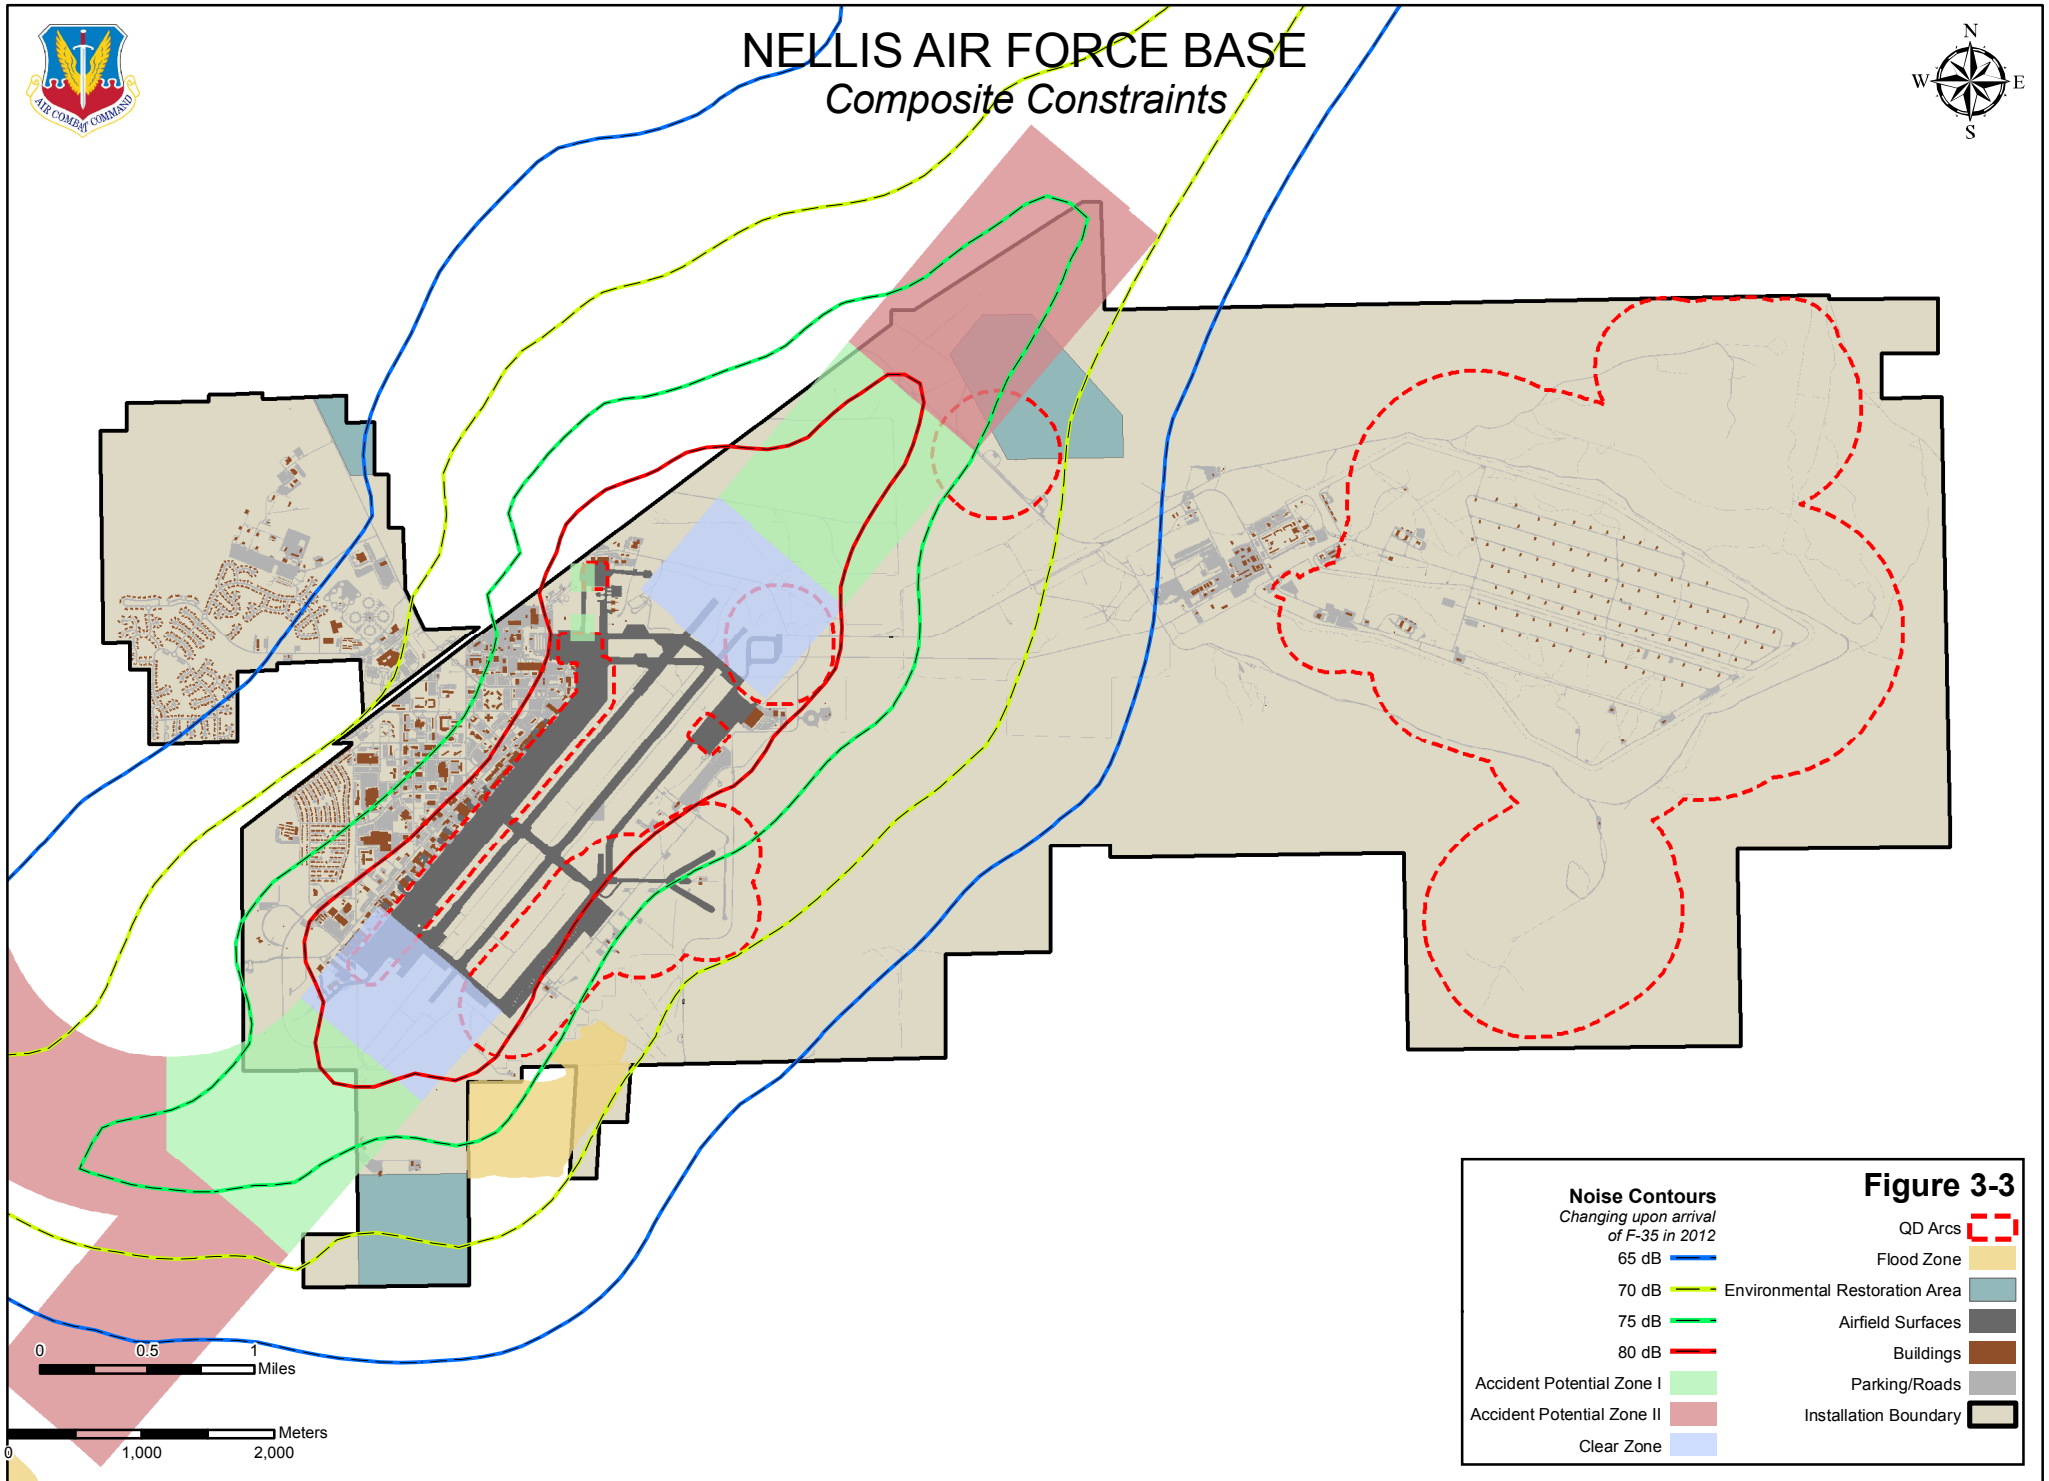 NELLIS AIR FORCE BASE
Composite Constraints
AIR COMBAT COMMAND
N
W E
S
Figure 3-3
Noise Contours
Changing upon arrival
of F-35 in 2012
65 dB
70 dB
75 dB
80 dB
Accident Potential Zone I
Accident Potential Zone II
Clear Zone
QD Arcs
Flood Zone
Environmental Restoration Area
Airfield Surfaces
Buildings
Parking/Roads
Installation Boundary
0 0.5 1
Miles
Meters
0 1,000 2,000